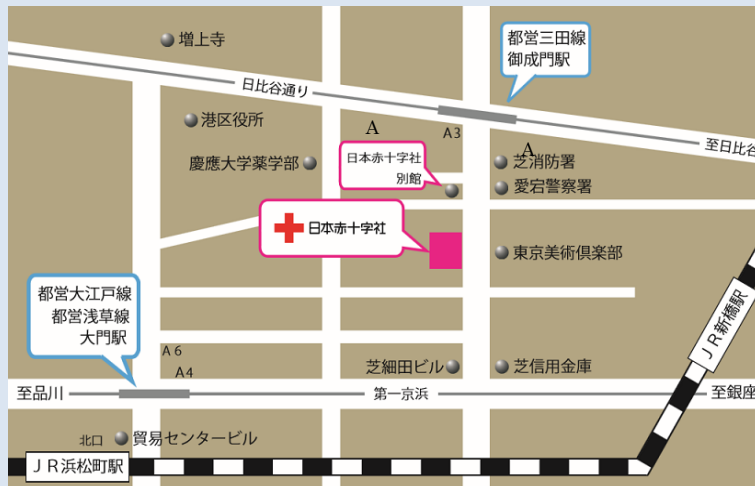 増上寺
都営三田線
御成門駅
日比谷通り
港区役所
A
A3
A
至日比谷
慶應大学薬学部
日本赤十字社
別館
芝消防署
愛宕警察署
日本赤十字社
東京美術倶楽部
都営大江戸線
都営浅草線
大門駅
JR新橋駅
A6
A4
芝細田ビル
芝信用金庫
至品川
第一京浜
至銀座
北口
貿易センタービル
JR浜松町駅